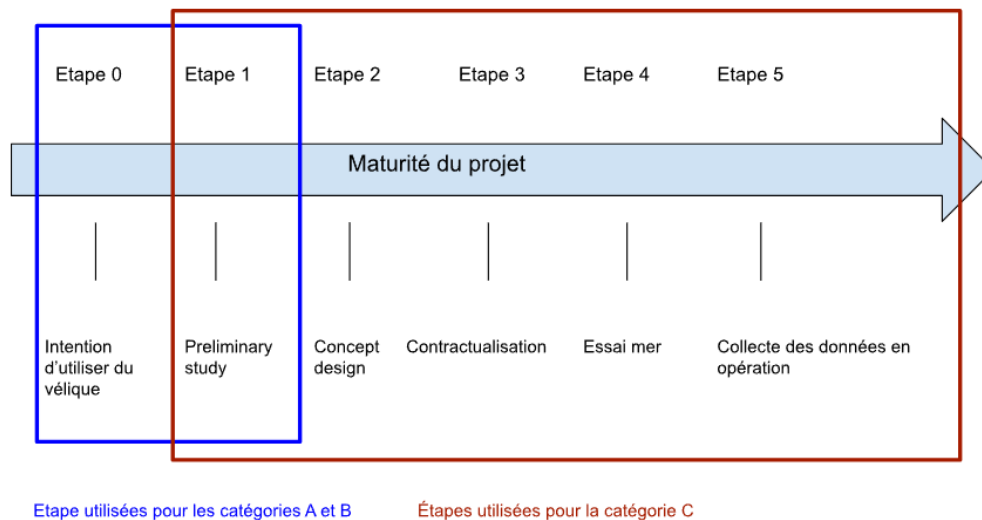 Etape 0 Etape 1 Etape 2 Etape 3 Etape 4 Etape 5
Maturité du projet
Intention d'utiliser du vélique
Preliminary study
Concept design
Contractualisation
Essai mer
Collecte des données en opération
Etape utilisées pour les catégories A et B
Étapes utilisées pour la catégorie C